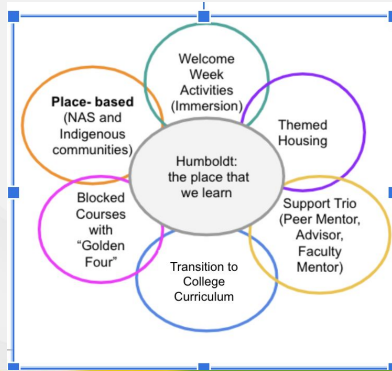 Welcome
Week
Activities
(Immersion)
Place- based
(NAS and
Indigenous
communities)
Themed
Housing
Humboldt:
the place that
we learn
Blocked
Courses
with
“Golden
Four”
Support Trio
(Peer Mentor,
Advisor,
Faculty
Mentor)
Transition to
College
Curriculum